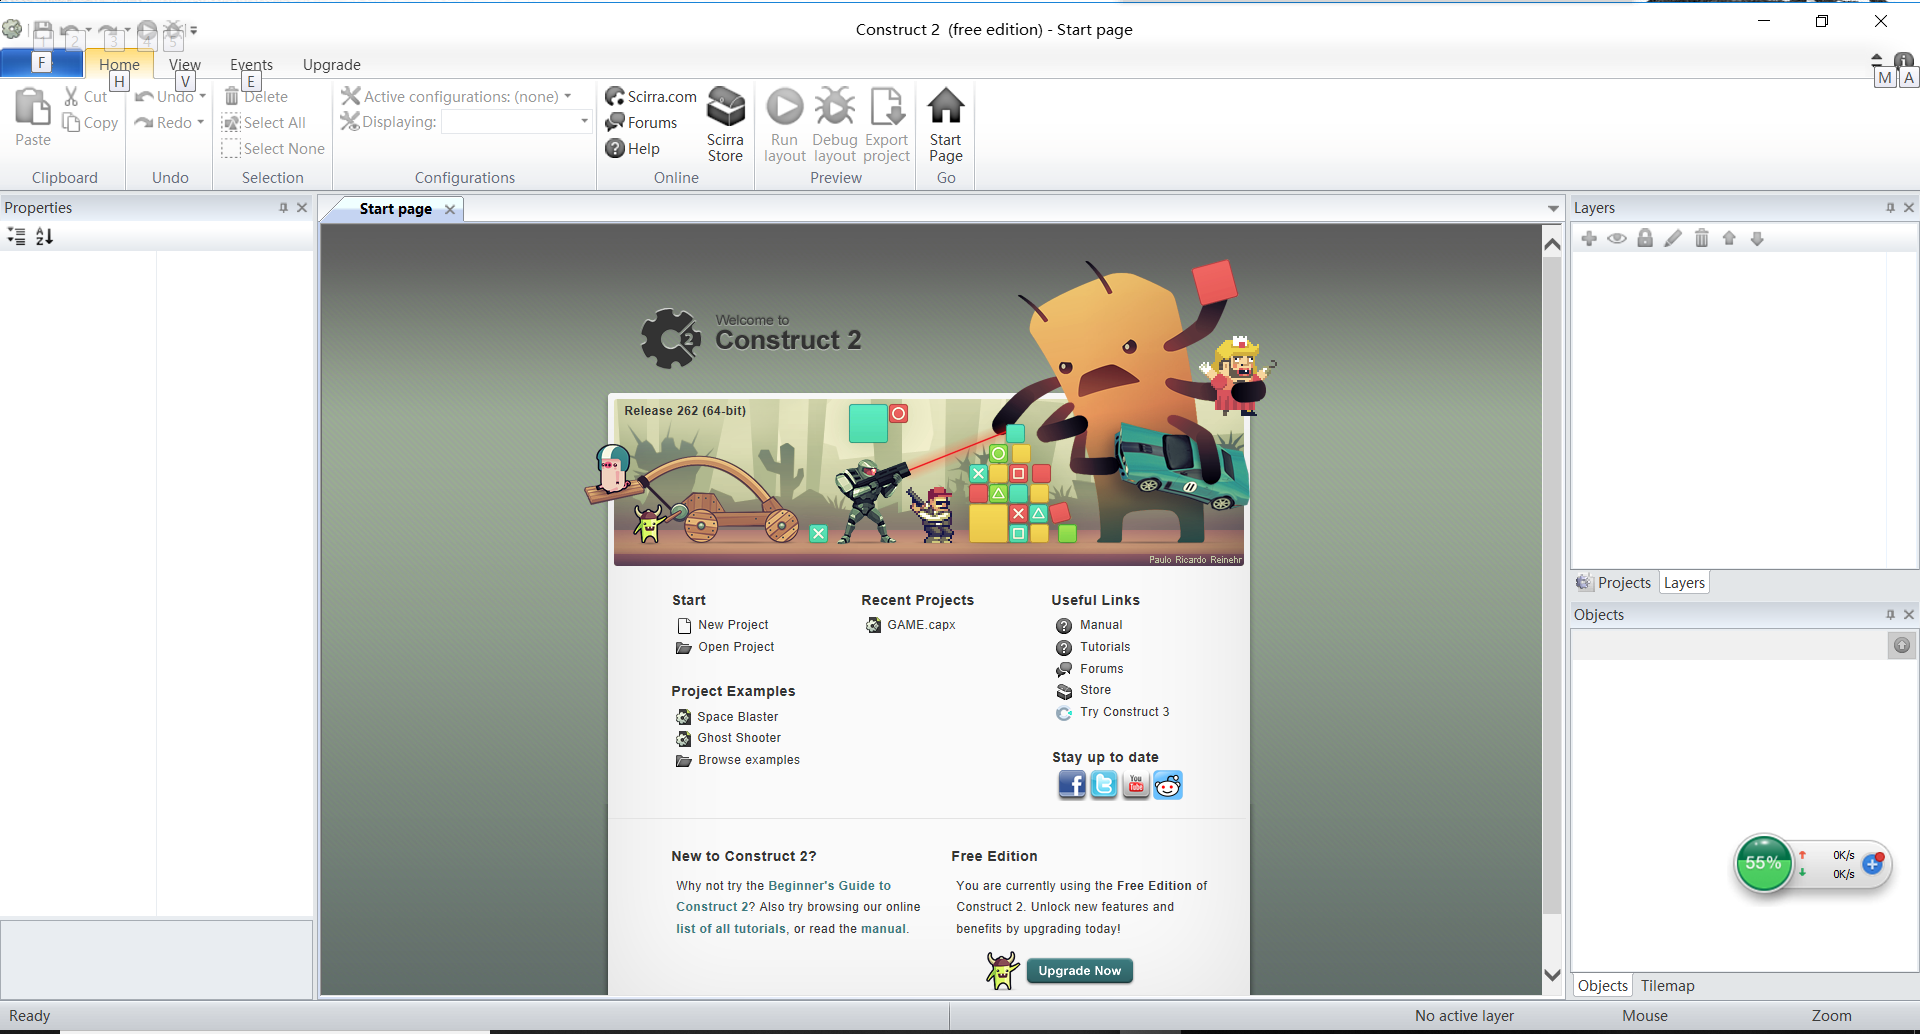 Construct 2  (free edition) - Start page
1 2 3 4 5
F
Home View Events Upgrade
H V E M A
Paste
Cut
Copy
Clipboard
Undo
Redo
Undo
Delete
Select All
Select None
Selection
Active configurations: (none)
Displaying:
Configurations
Scirra.com
Forums
Help
Scirra
Store
Online
Run
layout
Debug
layout
Export
project
Preview
Start
Page
Go
Properties
Start page
Layers
Welcome to
Construct 2
Release 262 (64-bit)
Paulo Ricardo Reinehr
Start
New Project
Open Project
Project Examples
Space Blaster
Ghost Shooter
Browse examples
Recent Projects
GAME.capx
Useful Links
Manual
Tutorials
Forums
Store
Try Construct 3
Stay up to date
You
Tube
New to Construct 2?
Why not try the Beginner's Guide to
Construct 2? Also try browsing our online
list of all tutorials, or read the manual.
Free Edition
You are currently using the Free Edition of
Construct 2. Unlock new features and
benefits by upgrading today!
Upgrade Now
Projects Layers
Objects
55%
0K/s
0K/s
Objects Tilemap
Ready
No active layer
Mouse
Zoom